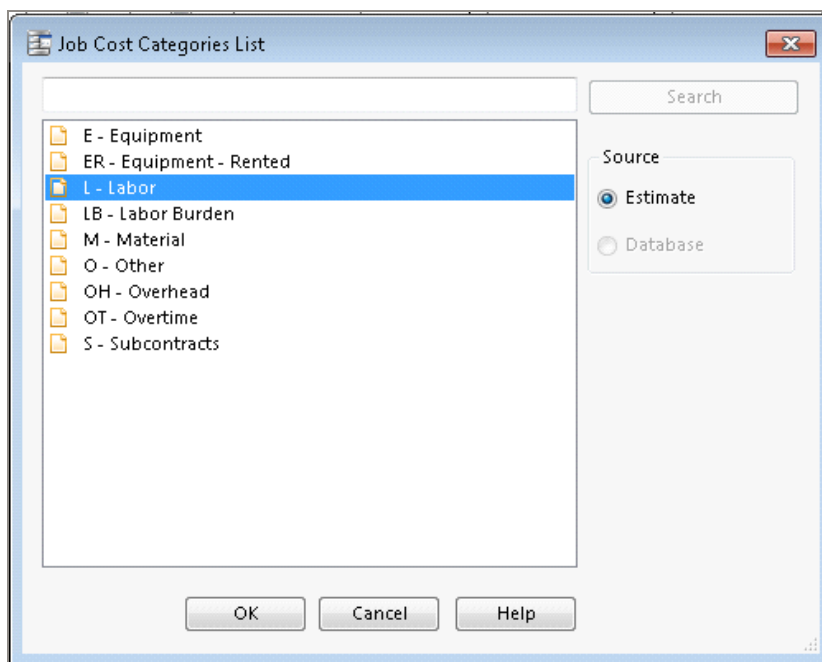 Job Cost Categories List
Search
E - Equipment
ER - Equipment - Rented
L - Labor
LB - Labor Burden
M - Material
O - Other
OH - Overhead
OT - Overtime
S - Subcontracts
Source
Estimate
Database
OK Cancel Help